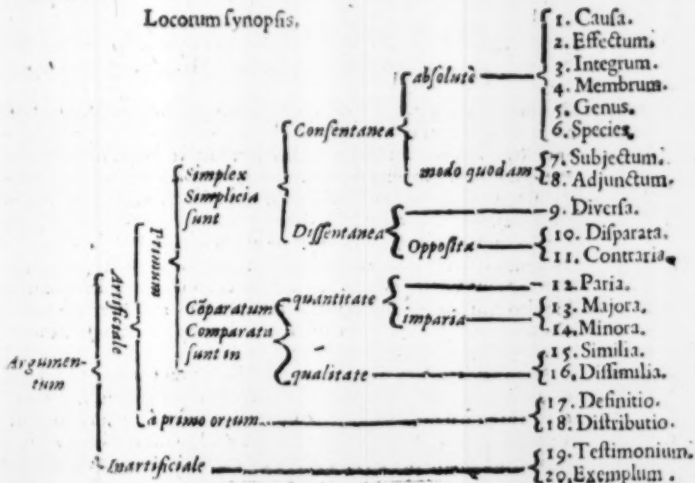 Locorum ſynopſis.
1. Cauſa.
2. Effectum.
abſolutè
3. Integrum.
4. Membrum.
5. Genus.
6. Species.
Conſentanea
modo quodam
7. Subjectum.
8. Adjunctum.
Simplex
Simplicia
ſunt
9. Diverſa.
Diſſentanea
Oppoſita
10. Diſparata.
11. Contraria.
Primum
Artificiale
12. Paria.
quantitate
imparia
13. Majora.
14. Minora.
Cõparatum
Comparata
ſunt in
15. Similia.
qualitate
16. Diſſimilia.
Argumen-
tum
17. Definitio.
à primo ortum
18. Diſtributio.
Inartificiale
19. Teſtimonium.
20. Exemplum.